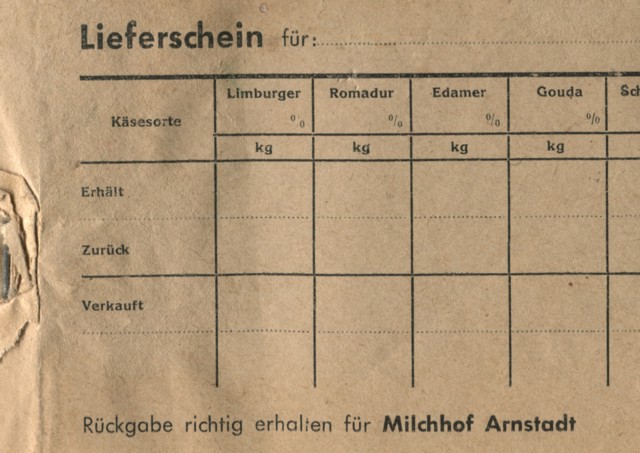 Lieferschein für:
Käsesorte Limburger Romadur Edamer Gouda Sch
% % % %
kg kg kg kg
Erhält
Zurück
Verkauft
Rückgabe richtig erhalten für Milchhof Arnstadt